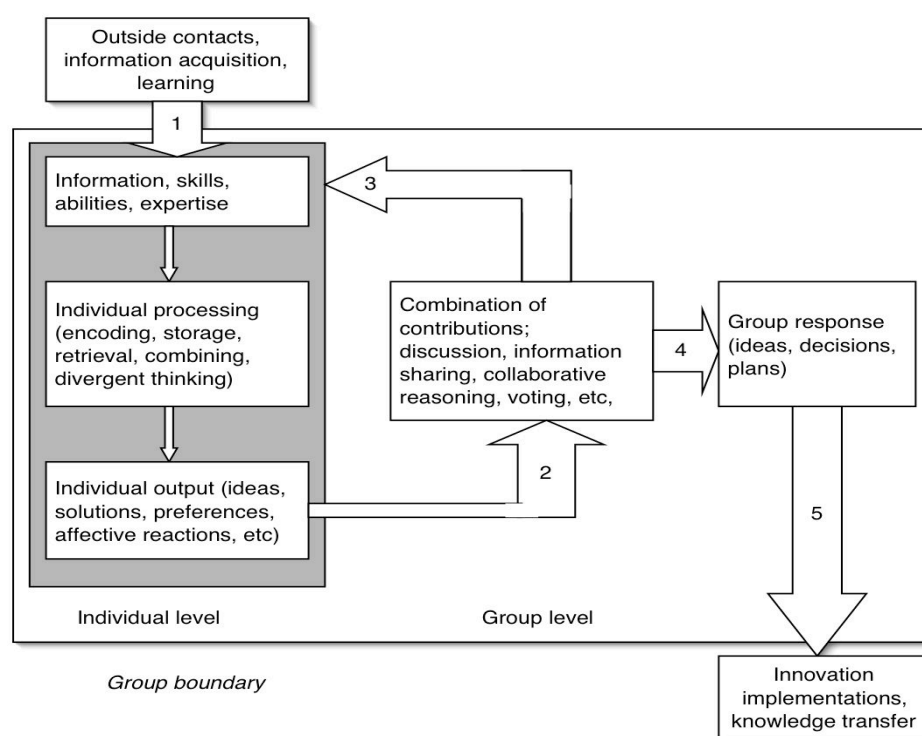 Outside contacts,
information acquisition,
learning
1
Information, skills,
abilities, expertise
3
Individual processing
(encoding, storage,
retrieval, combining,
divergent thinking)
Combination of
contributions;
discussion, information
sharing, collaborative
reasoning, voting, etc,
4
Group response
(ideas, decisions,
plans)
Individual output (ideas,
solutions, preferences,
affective reactions, etc)
2
5
Individual level
Group level
Group boundary
Innovation
implementations,
knowledge transfer